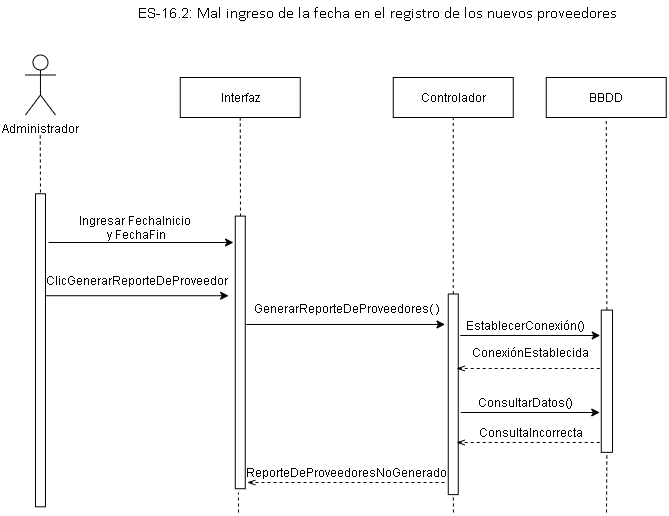 ES-16.2: Mal ingreso de la fecha en el registro de los nuevos proveedores
Administrador
Interfaz
Controlador
BBDD
Ingresar FechaInicio
y FechaFin
ClicGenerarReporteDeProveedor
GenerarReporteDeProveedores()
EstablecerConexión()
ConexiónEstablecida
ConsultarDatos()
ConsultaIncorrecta
ReporteDeProveedoresNoGenerado